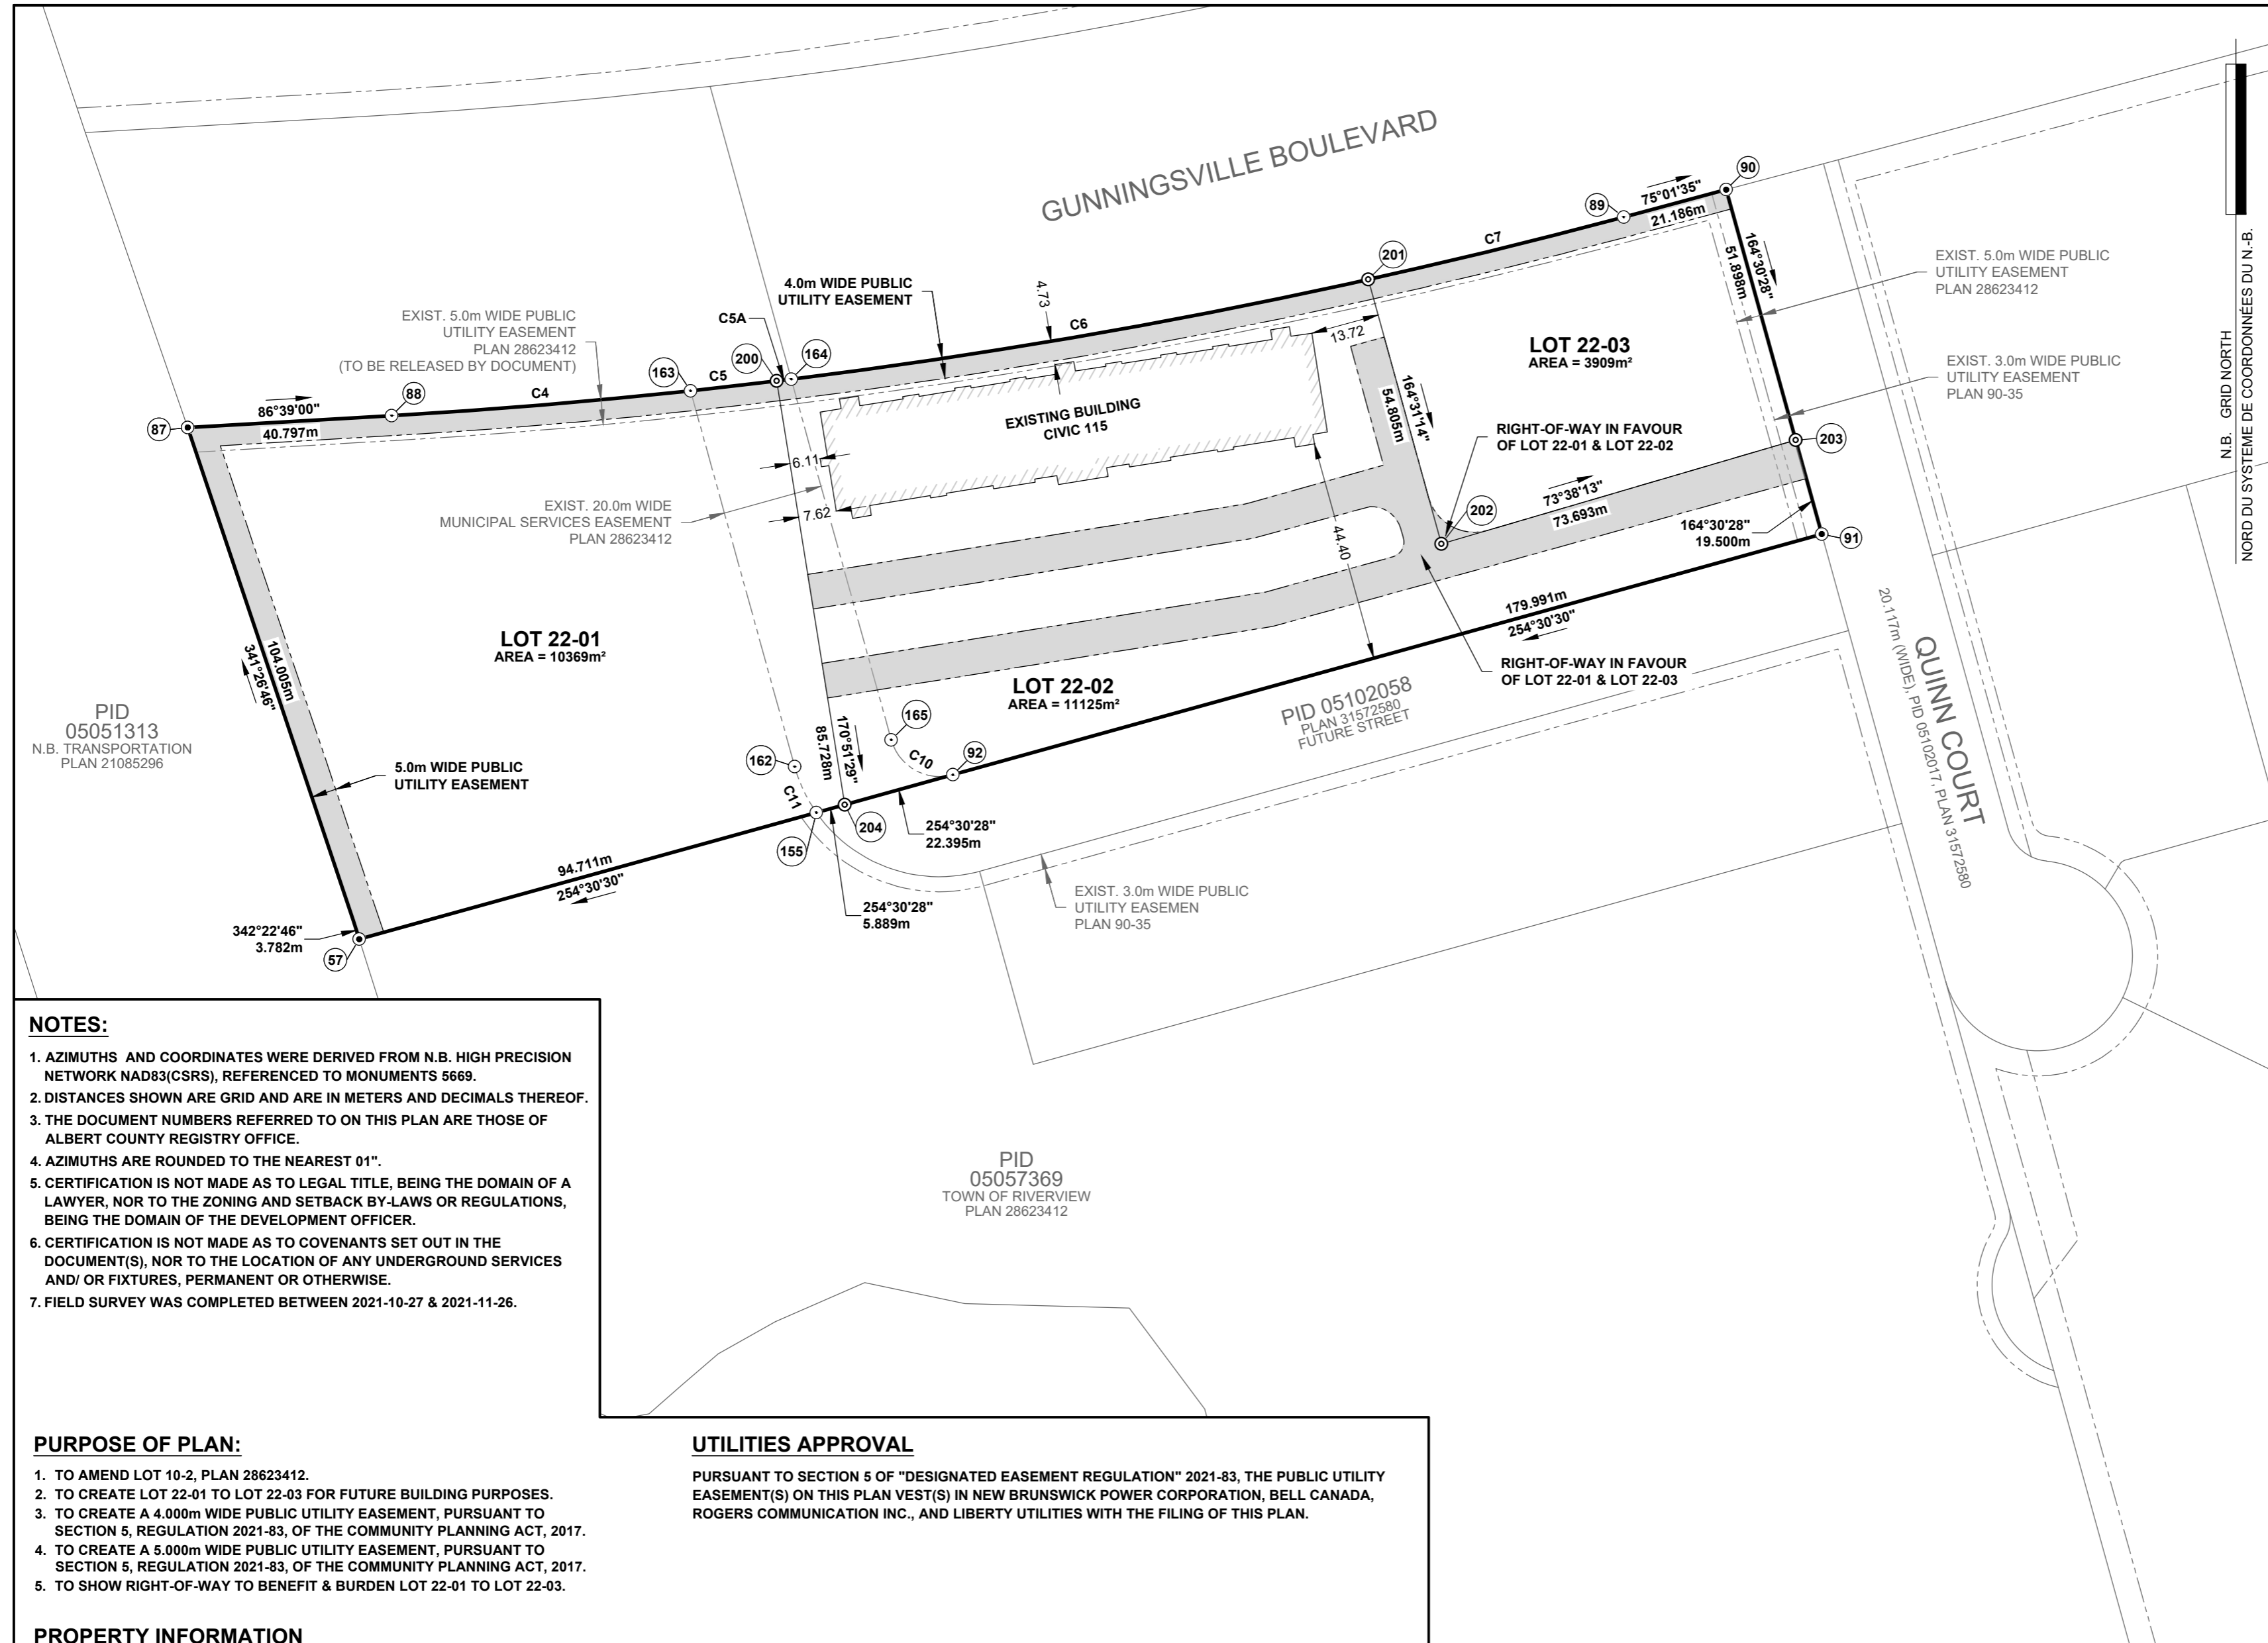 GUNNINGSVILLE BOULEVARD
N.B. GRID NORTH
NORD DU SYSTEME DE COORDONNÉES DU N.-B.
90
75°01'35"
21.186m
89
C7
201
164°30'28"
51.898m
EXIST. 5.0m WIDE PUBLIC
UTILITY EASEMENT
PLAN 28623412
4.0m WIDE PUBLIC
UTILITY EASEMENT
4.73
C6
EXIST. 5.0m WIDE PUBLIC
UTILITY EASEMENT
PLAN 28623412
(TO BE RELEASED BY DOCUMENT)
C5A
200
164
163
C5
C4
88
86°39'00"
40.797m
87
13.72
LOT 22-03
AREA = 3909m²
EXIST. 3.0m WIDE PUBLIC
UTILITY EASEMENT
PLAN 90-35
EXISTING BUILDING
CIVIC 115
164°31'14"
54.805m
RIGHT-OF-WAY IN FAVOUR
OF LOT 22-01 & LOT 22-02
203
6.11
7.62
EXIST. 20.0m WIDE
MUNICIPAL SERVICES EASEMENT
PLAN 28623412
73°38'13"
73.693m
202
164°30'28"
19.500m
91
44.40
LOT 22-01
AREA = 10369m²
179.991m
254°30'30"
RIGHT-OF-WAY IN FAVOUR
OF LOT 22-01 & LOT 22-03
LOT 22-02
AREA = 11125m²
PID 05102058
PLAN 31572580
FUTURE STREET
QUINN COURT
20.117m (WIDE), PID 05102017, PLAN 31572580
104.005m
341°26'46"
PID
05051313
N.B. TRANSPORTATION
PLAN 21085296
5.0m WIDE PUBLIC
UTILITY EASEMENT
170°51'29"
85.728m
165
C10
92
162
C11
204
155
254°30'28"
22.395m
254°30'28"
5.889m
94.711m
254°30'30"
EXIST. 3.0m WIDE PUBLIC
UTILITY EASEMEN
PLAN 90-35
342°22'46"
3.782m
57
PID
05057369
TOWN OF RIVERVIEW
PLAN 28623412
NOTES:
1. AZIMUTHS AND COORDINATES WERE DERIVED FROM N.B. HIGH PRECISION
NETWORK NAD83(CSRS), REFERENCED TO MONUMENTS 5669.
2. DISTANCES SHOWN ARE GRID AND ARE IN METERS AND DECIMALS THEREOF.
3. THE DOCUMENT NUMBERS REFERRED TO ON THIS PLAN ARE THOSE OF
ALBERT COUNTY REGISTRY OFFICE.
4. AZIMUTHS ARE ROUNDED TO THE NEAREST 01".
5. CERTIFICATION IS NOT MADE AS TO LEGAL TITLE, BEING THE DOMAIN OF A
LAWYER, NOR TO THE ZONING AND SETBACK BY-LAWS OR REGULATIONS,
BEING THE DOMAIN OF THE DEVELOPMENT OFFICER.
6. CERTIFICATION IS NOT MADE AS TO COVENANTS SET OUT IN THE
DOCUMENT(S), NOR TO THE LOCATION OF ANY UNDERGROUND SERVICES
AND/ OR FIXTURES, PERMANENT OR OTHERWISE.
7. FIELD SURVEY WAS COMPLETED BETWEEN 2021-10-27 & 2021-11-26.
PURPOSE OF PLAN:
1. TO AMEND LOT 10-2, PLAN 28623412.
2. TO CREATE LOT 22-01 TO LOT 22-03 FOR FUTURE BUILDING PURPOSES.
3. TO CREATE A 4.000m WIDE PUBLIC UTILITY EASEMENT, PURSUANT TO
SECTION 5, REGULATION 2021-83, OF THE COMMUNITY PLANNING ACT, 2017.
4. TO CREATE A 5.000m WIDE PUBLIC UTILITY EASEMENT, PURSUANT TO
SECTION 5, REGULATION 2021-83, OF THE COMMUNITY PLANNING ACT, 2017.
5. TO SHOW RIGHT-OF-WAY TO BENEFIT & BURDEN LOT 22-01 TO LOT 22-03.
UTILITIES APPROVAL
PURSUANT TO SECTION 5 OF "DESIGNATED EASEMENT REGULATION" 2021-83, THE PUBLIC UTILITY
EASEMENT(S) ON THIS PLAN VEST(S) IN NEW BRUNSWICK POWER CORPORATION, BELL CANADA,
ROGERS COMMUNICATION INC., AND LIBERTY UTILITIES WITH THE FILING OF THIS PLAN.
PROPERTY INFORMATION